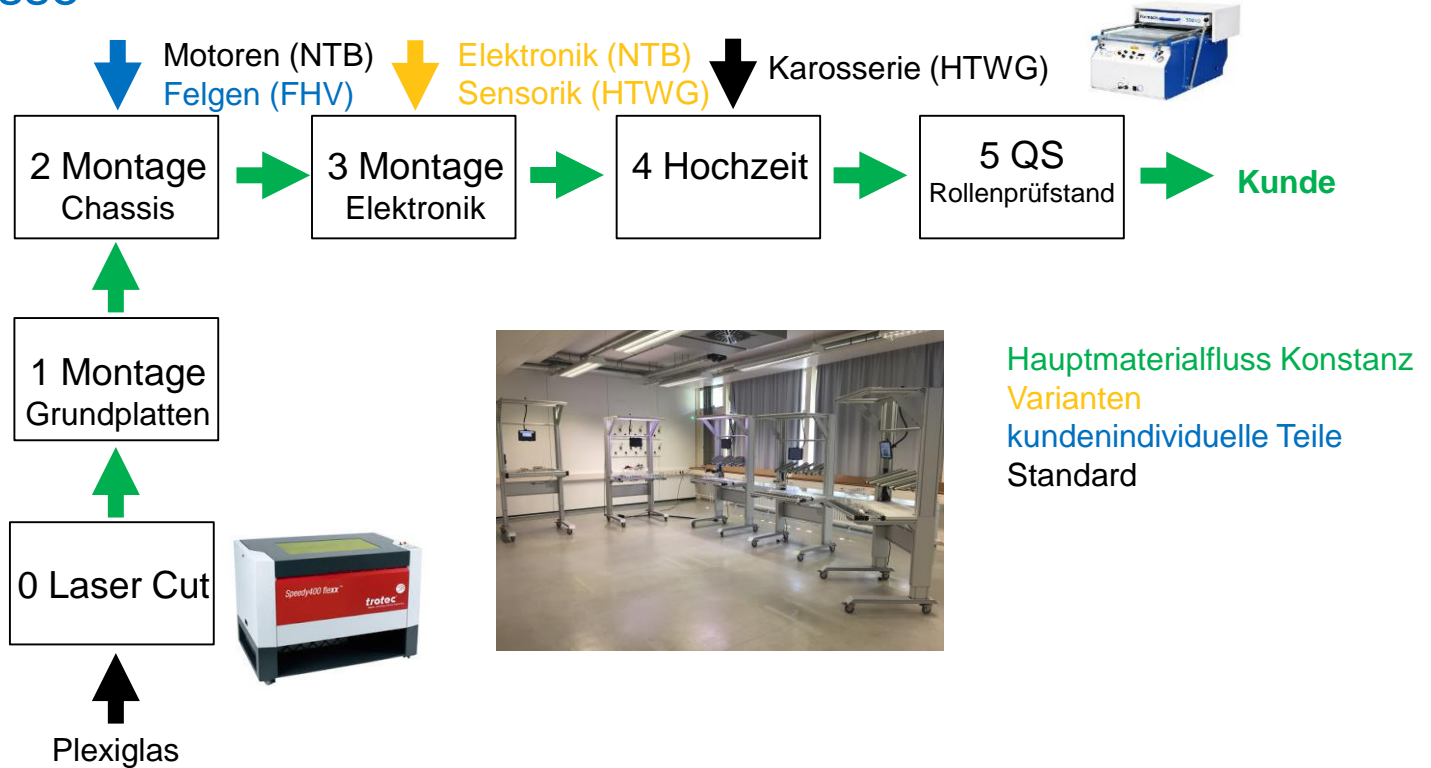 Motoren (NTB)
Felgen (FHV)
Elektronik (NTB)
Sensorik (HTWG)
Karosserie (HTWG)
2 Montage
Chassis
3 Montage
Elektronik
4 Hochzeit
5 QS
Rollenprüfstand
Kunde
1 Montage
Grundplatten
Hauptmaterialfluss Konstanz
Varianten
kundenindividuelle Teile
Standard
0 Laser Cut
Speedy400 flexx
trotec
Plexiglas